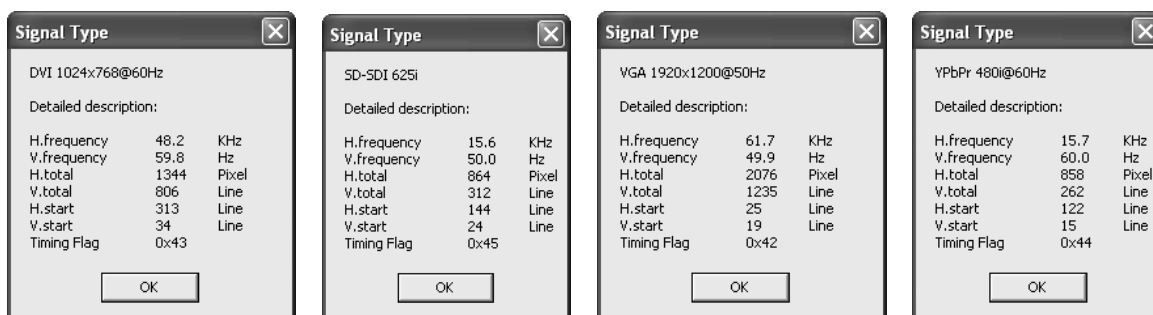 Signal Type
DVI 1024x768@60Hz
Detailed description:
H.frequency 48.2 KHz
V.frequency 59.8 Hz
H.total 1344 Pixel
V.total 806 Line
H.start 313 Line
V.start 34 Line
Timing Flag 0x43
OK
Signal Type
SD-SDI 625i
Detailed description:
H.frequency 15.6 KHz
V.frequency 50.0 Hz
H.total 864 Pixel
V.total 312 Line
H.start 144 Line
V.start 24 Line
Timing Flag 0x45
OK
Signal Type
VGA 1920x1200@50Hz
Detailed description:
H.frequency 61.7 KHz
V.frequency 49.9 Hz
H.total 2076 Pixel
V.total 1235 Line
H.start 25 Line
V.start 19 Line
Timing Flag 0x42
OK
Signal Type
YPbPr 480i@60Hz
Detailed description:
H.frequency 15.7 KHz
V.frequency 60.0 Hz
H.total 858 Pixel
V.total 262 Line
H.start 122 Line
V.start 15 Line
Timing Flag 0x44
OK